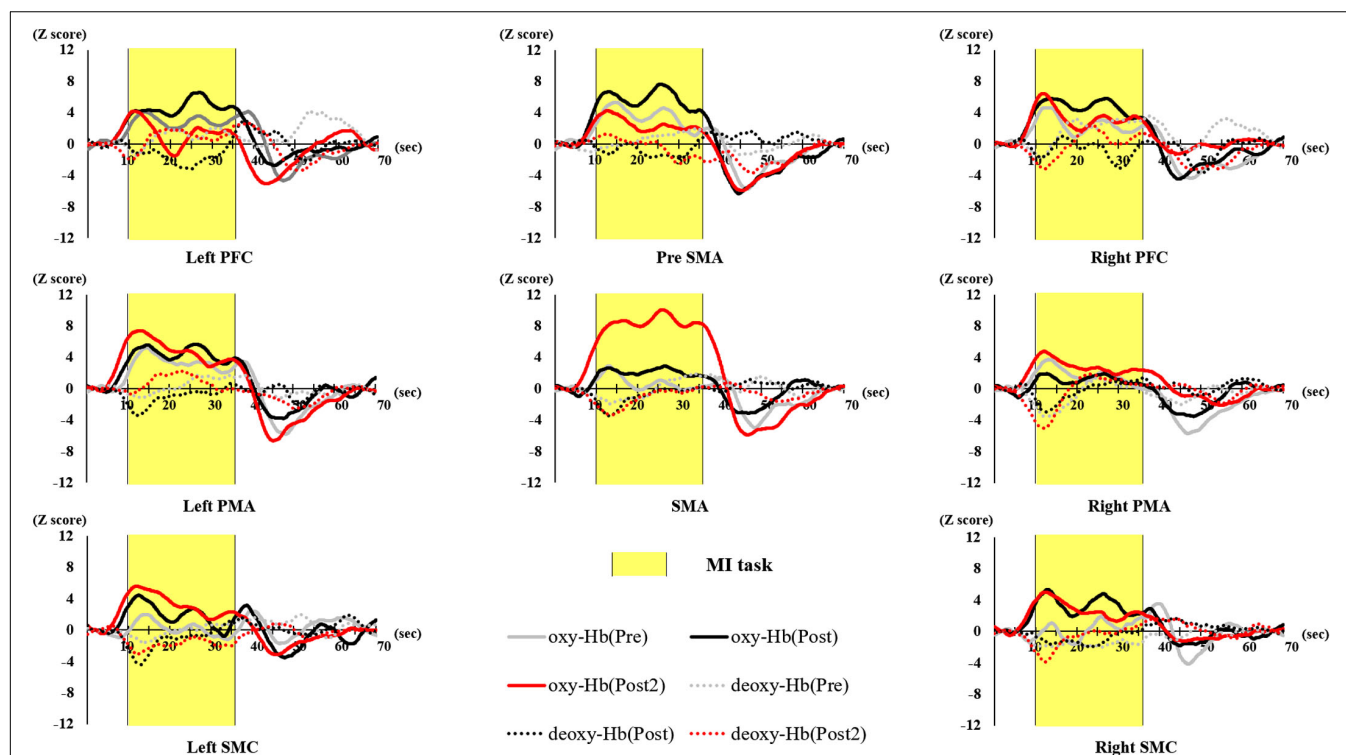 (Z score)
12
8
4
0
-4
-8
-12
10 20 30 40 50 60 70
(sec)
Left PFC
(Z score)
12
8
4
0
-4
-8
-12
10 20 30 40 50 60 70
(sec)
Pre SMA
(Z score)
12
8
4
0
-4
-8
-12
10 20 30 40 50 60 70
(sec)
Right PFC
(Z score)
12
8
4
0
-4
-8
-12
10 20 30 40 50 60 70
(sec)
Left PMA
(Z score)
12
8
4
0
-4
-8
-12
10 20 30 40 50 60 70
(sec)
SMA
(Z score)
12
8
4
0
-4
-8
-12
10 20 30 40 50 60 70
(sec)
Right PMA
(Z score)
12
8
4
0
-4
-8
-12
10 20 30 40 50 60 70
(sec)
Left SMC
MI task
oxy-Hb(Pre) oxy-Hb(Post)
oxy-Hb(Post2) deoxy-Hb(Pre)
deoxy-Hb(Post) deoxy-Hb(Post2)
(Z score)
12
8
4
0
-4
-8
-12
10 20 30 40 50 60 70
(sec)
Right SMC